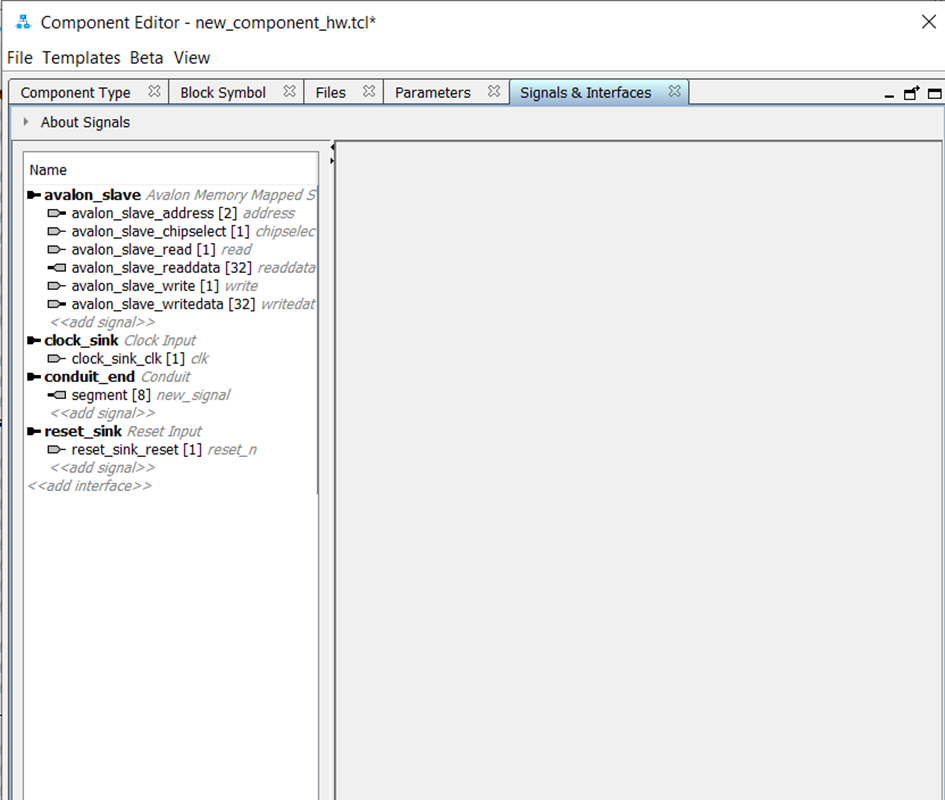 Component Editor - new_component_hw.tcl*
File Templates Beta View
Component Type Block Symbol Files Parameters Signals & Interfaces
About Signals
Name
avalon_slave Avalon Memory Mapped S
avalon_slave_address [2] address
avalon_slave_chipselect [1] chipselec
avalon_slave_read [1] read
avalon_slave_readdata [32] readdata
avalon_slave_write [1] write
avalon_slave_writedata [32] writedat
<<add signal>>
clock_sink Clock Input
clock_sink_clk [1] clk
conduit_end Conduit
segment [8] new_signal
<<add signal>>
reset_sink Reset Input
reset_sink_reset [1] reset_n
<<add signal>>
<<add interface>>